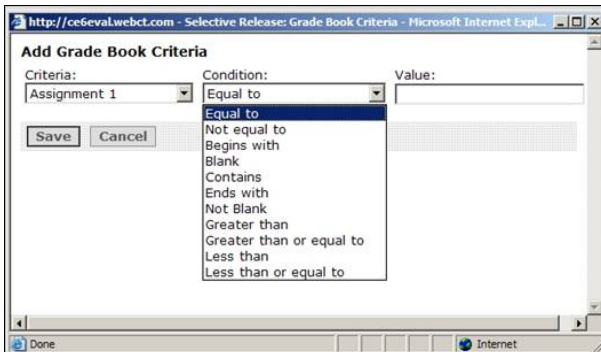 http://ce6eval.webct.com - Selective Release: Grade Book Criteria - Microsoft Internet Expl...
Add Grade Book Criteria
Criteria: Condition: Value:
Assignment 1 Equal to
Equal to
Not equal to
Begins with
Blank
Contains
Ends with
Not Blank
Greater than
Greater than or equal to
Less than
Less than or equal to
Save Cancel
Done Internet